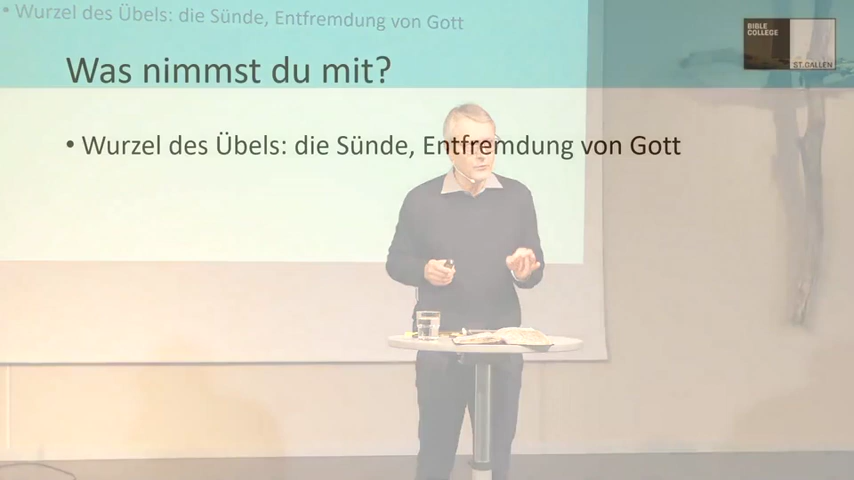 • Wurzel des Übels: die Sünde, Entfremdung von Gott
Was nimmst du mit?
• Wurzel des Übels: die Sünde, Entfremdung von Gott
BIBLE
COLLEGE
ST.GALLEN